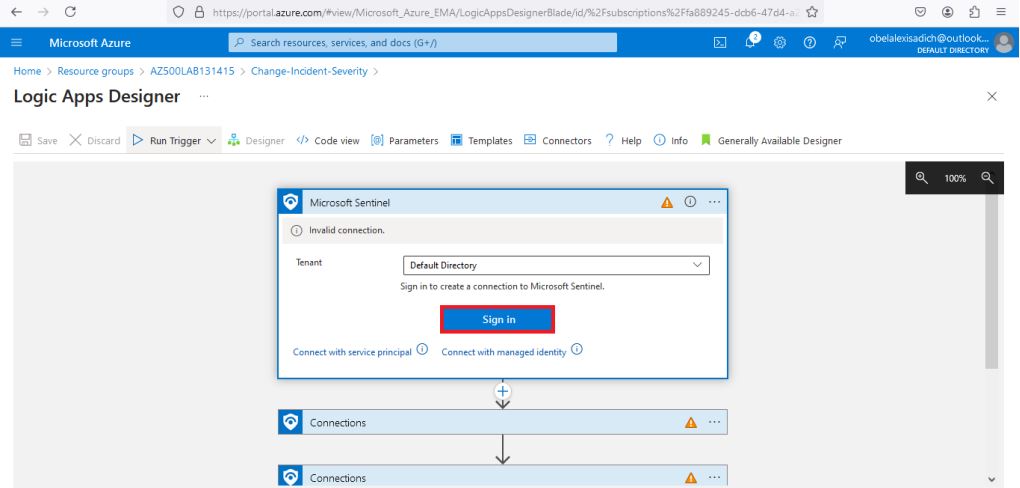 https://portal.azure.com/#view/Microsoft_Azure_EMA/LogicAppsDesignerBlade/id/%2Fsubscriptions%2Ffa889245-dcb6-47d4-a2
Microsoft Azure
Search resources, services, and docs (G+/)
2
obelalexisadich@outlook...
DEFAULT DIRECTORY
Home > Resource groups > AZ500LAB131415 > Change-Incident-Severity >
Logic Apps Designer ...
Save Discard Run Trigger Designer Code view Parameters Templates Connectors Help Info Generally Available Designer
100%
Microsoft Sentinel
Invalid connection.
Tenant Default Directory
Sign in to create a connection to Microsoft Sentinel.
Sign in
Connect with service principal Connect with managed identity
Connections
Connections